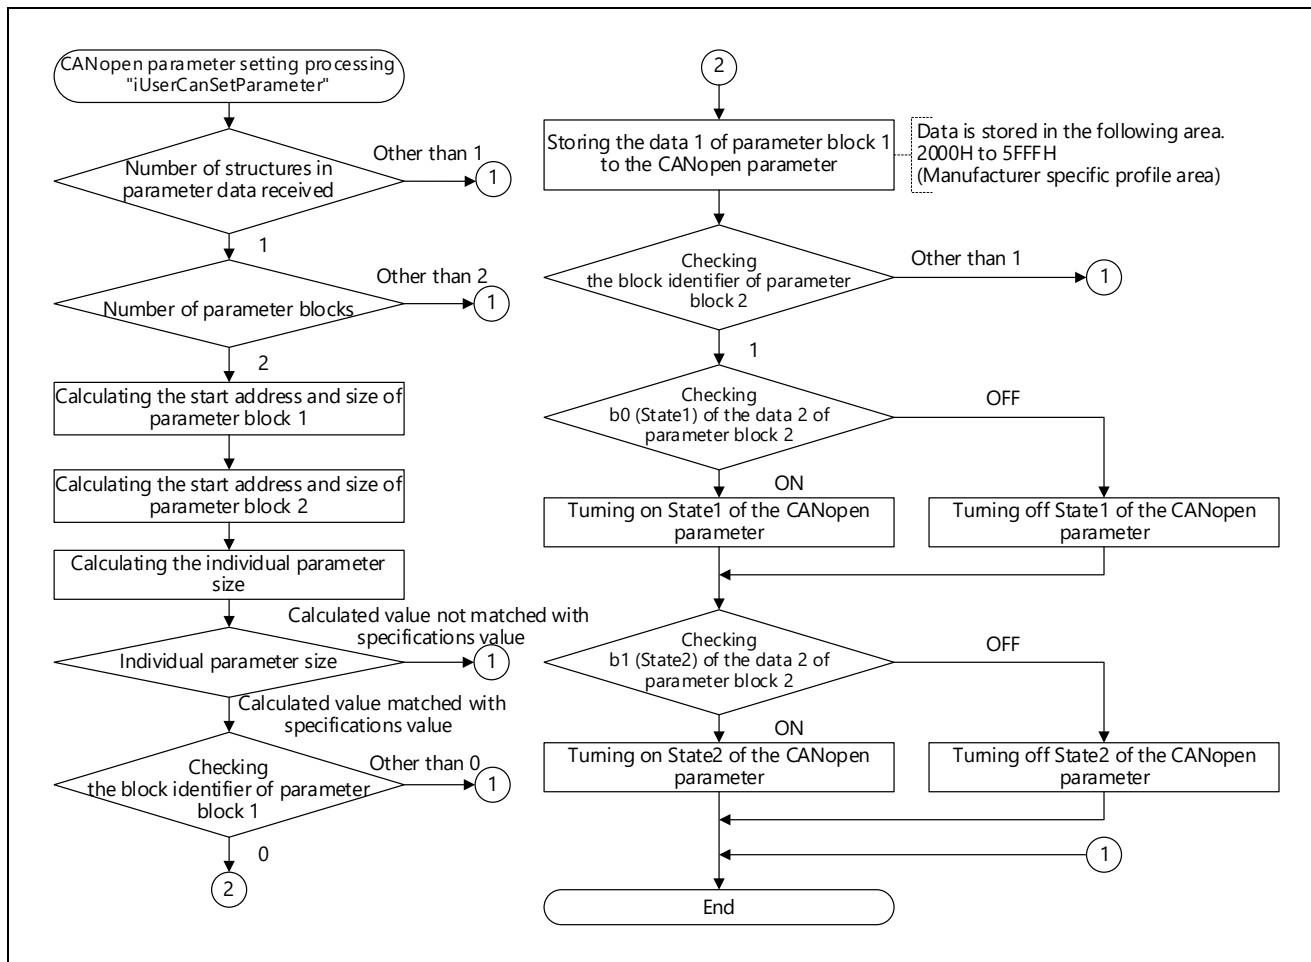 CANopen parameter setting processing
"iUserCanSetParameter"
Number of structures in
parameter data received
Other than 1
1
1
Number of parameter blocks
Other than 2
1
2
Calculating the start address and size of
parameter block 1
Calculating the start address and size of
parameter block 2
Calculating the individual parameter
size
Individual parameter size
Calculated value not matched with
specifications value
1
Calculated value matched with
specifications value
Checking
the block identifier of parameter
block 1
Other than 0
1
0
2
2
Storing the data 1 of parameter block 1
to the CANopen parameter
Data is stored in the following area.
2000H to 5FFFH
(Manufacturer specific profile area)
Checking
the block identifier of parameter
block 2
Other than 1
1
1
Checking
b0 (State1) of the data 2 of
parameter block 2
OFF
ON
Turning on State1 of the CANopen
parameter
Turning off State1 of the CANopen
parameter
Checking
b1 (State2) of the data 2 of
parameter block 2
OFF
ON
Turning on State2 of the CANopen
parameter
Turning off State2 of the CANopen
parameter
1
End